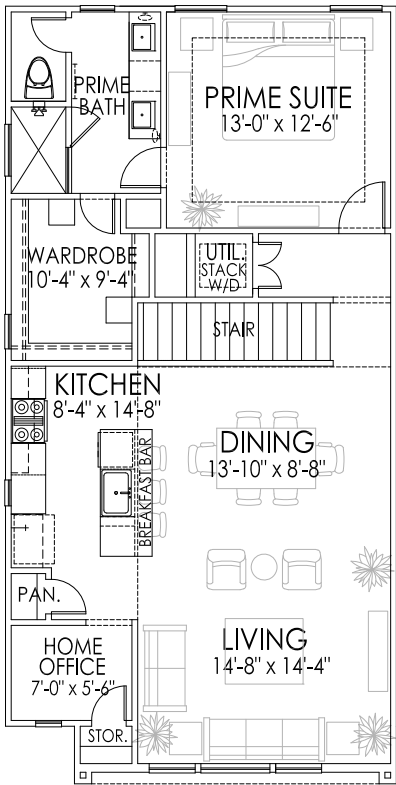 PRIME
BATH
PRIME SUITE
13'-0" x 12'-6"
WARDROBE
10'-4" x 9'-4"
UTIL.
STACK
W/D
STAIR
KITCHEN
8'-4" x 14'-8"
BREAKFAST BAR
DINING
13'-10" x 8'-8"
PAN.
HOME
OFFICE
7'-0" x 5'-6"
LIVING
14'-8" x 14'-4"
STOR.